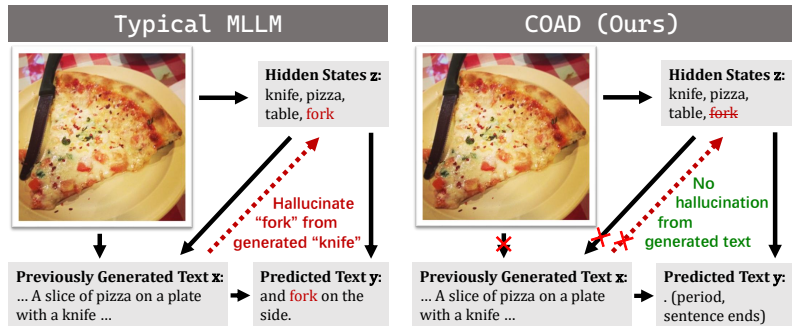 Typical MLLM
Hidden States z:
knife, pizza,
table, fork
Hallucinate
“fork” from
generated “knife”
Previously Generated Text x:
... A slice of pizza on a plate
with a knife ...
Predicted Text y:
and fork on the
side.
COAD (Ours)
Hidden States z:
knife, pizza,
table, fork
No
hallucination
from
generated text
Previously Generated Text x:
... A slice of pizza on a plate
with a knife ...
Predicted Text y:
. (period,
sentence ends)